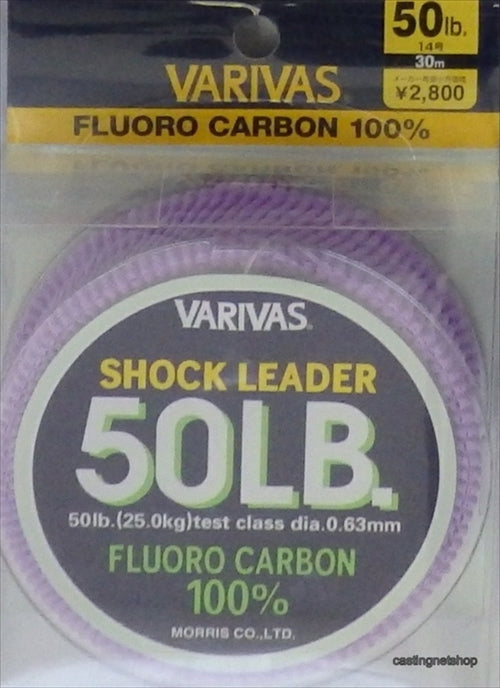 50lb.
14号
30m
¥2,800
VARIVAS
FLUORO CARBON 100%
VARIVAS
SHOCK LEADER
50LB.
50lb.(25.0kg)test class dia.0.63mm
FLUORO CARBON
100%
MORRIS CO.,LTD.
castingnetshop